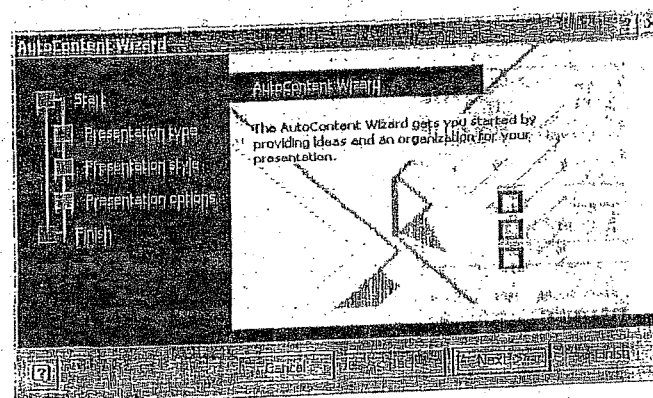 AutoContent Wizard
Start
Presentation type
Presentation style
Presentation options
Finish
AutoContent Wizard
The AutoContent Wizard gets you started by
providing ideas and an organization for your
presentation.
?
Cancel
Next >
Finish